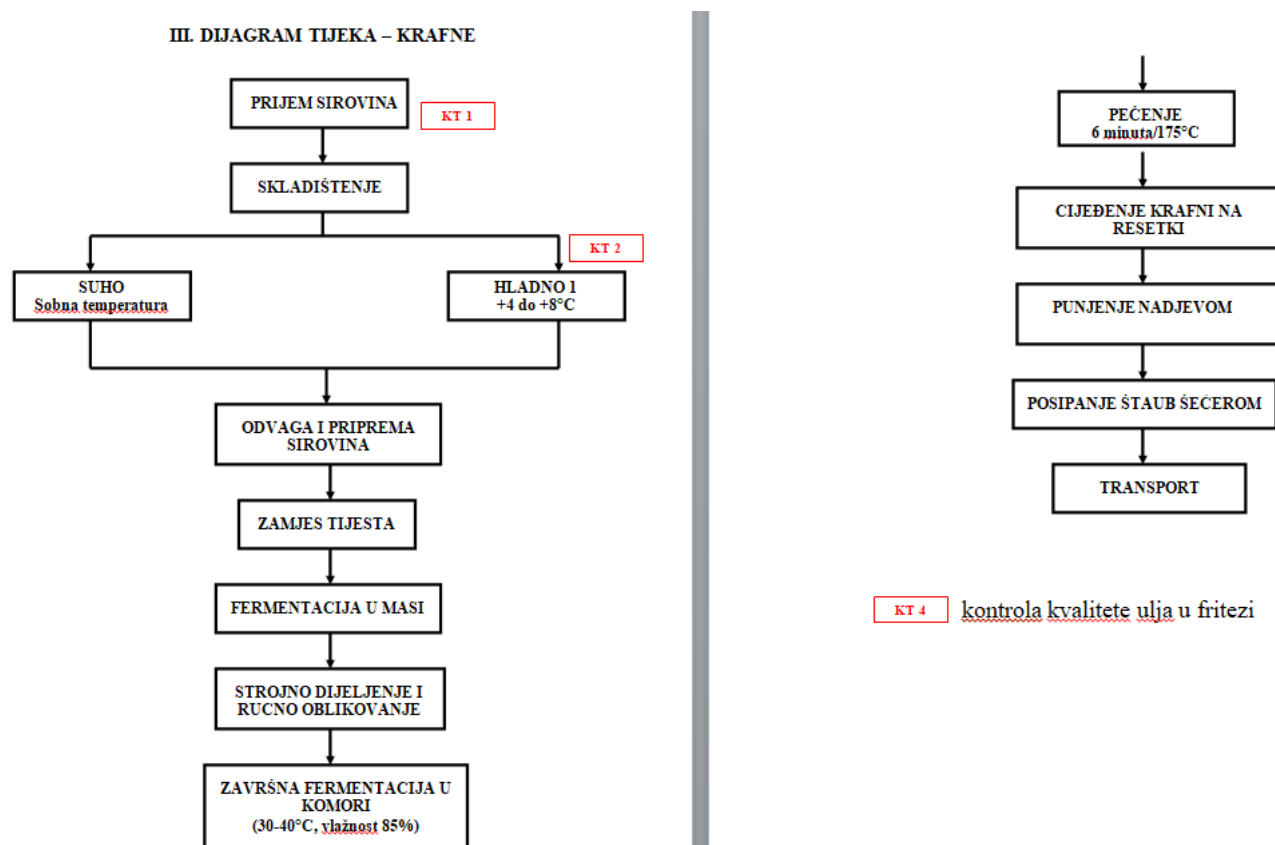 III. DIJAGRAM TIJEKA – KRAFNE
PRIJEM SIROVINA
KT 1
SKLADIŠTENJE
KT 2
SUHO
Sobna temperatura
HLADNO 1
+4 do +8°C
ODVAGA I PRIPREMA
SIROVINA
ZAMJES TIJESTA
FERMENTACIJA U MASI
STROJNO DIJELJENJE I
RUCNO OBLIKOVANJE
ZAVRŠNA FERMENTACIJA U
KOMORI
(30-40°C, vlažnost 85%)
PEČENJE
6 minuta/175°C
CIJEĐENJE KRAFNI NA
RESETKI
PUNJENJE NADJEVOM
POSIPANJE ŠTAUB ŠEĆEROM
TRANSPORT
KT 4 kontrola kvalitete ulja u fritezi